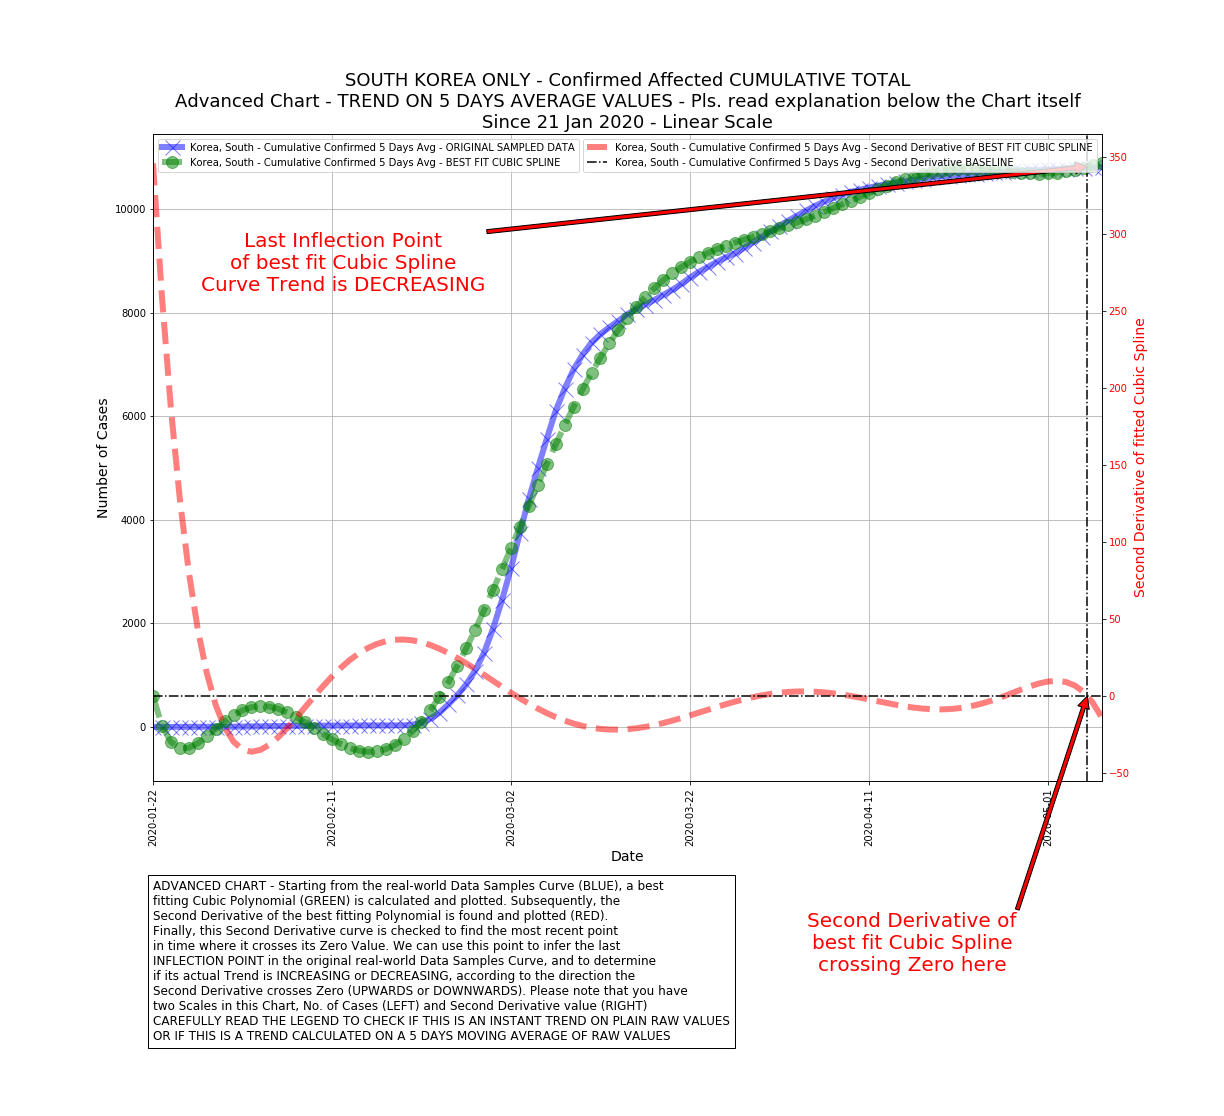 SOUTH KOREA ONLY - Confirmed Affected CUMULATIVE TOTAL
Advanced Chart - TREND ON 5 DAYS AVERAGE VALUES - Pls. read explanation below the Chart itself
Since 21 Jan 2020 - Linear Scale
Korea, South - Cumulative Confirmed 5 Days Avg - ORIGINAL SAMPLED DATA
Korea, South - Cumulative Confirmed 5 Days Avg - BEST FIT CUBIC SPLINE
Korea, South - Cumulative Confirmed 5 Days Avg - Second Derivative of BEST FIT CUBIC SPLINE
Korea, South - Cumulative Confirmed 5 Days Avg - Second Derivative BASELINE
Last Inflection Point
of best fit Cubic Spline
Curve Trend is DECREASING
Number of Cases
10000
8000
6000
4000
2000
0
350
300
250
200
150
100
50
0
−50
Second Derivative of fitted Cubic Spline
2020-01-22
2020-02-11
2020-03-02
2020-03-22
2020-04-11
2020-05-01
Date
ADVANCED CHART - Starting from the real-world Data Samples Curve (BLUE), a best
fitting Cubic Polynomial (GREEN) is calculated and plotted. Subsequently, the
Second Derivative of the best fitting Polynomial is found and plotted (RED).
Finally, this Second Derivative curve is checked to find the most recent point
in time where it crosses its Zero Value. We can use this point to infer the last
INFLECTION POINT in the original real-world Data Samples Curve, and to determine
if its actual Trend is INCREASING or DECREASING, according to the direction the
Second Derivative crosses Zero (UPWARDS or DOWNWARDS). Please note that you have
two Scales in this Chart, No. of Cases (LEFT) and Second Derivative value (RIGHT)
CAREFULLY READ THE LEGEND TO CHECK IF THIS IS AN INSTANT TREND ON PLAIN RAW VALUES
OR IF THIS IS A TREND CALCULATED ON A 5 DAYS MOVING AVERAGE OF RAW VALUES
Second Derivative of
best fit Cubic Spline
crossing Zero here